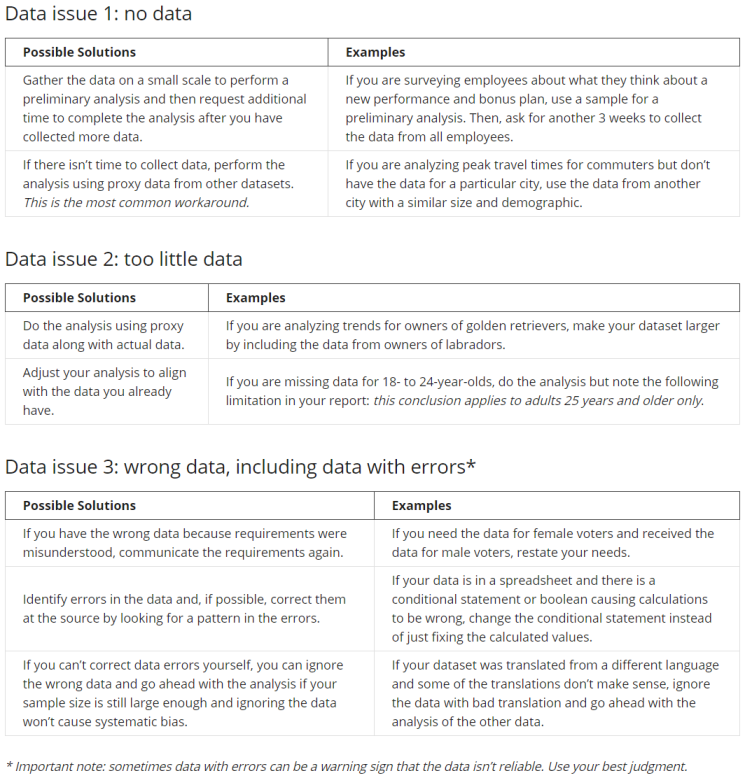 Data issue 1: no data
Possible Solutions
Examples
Gather the data on a small scale to perform a
preliminary analysis and then request additional
time to complete the analysis after you have
collected more data.
If you are surveying employees about what they think about a
new performance and bonus plan, use a sample for a
preliminary analysis. Then, ask for another 3 weeks to collect
the data from all employees.
If there isn't time to collect data, perform the
analysis using proxy data from other datasets.
This is the most common workaround.
If you are analyzing peak travel times for commuters but don't
have the data for a particular city, use the data from another
city with a similar size and demographic.
Data issue 2: too little data
Possible Solutions
Examples
Do the analysis using proxy
data along with actual data.
If you are analyzing trends for owners of golden retrievers, make your dataset larger
by including the data from owners of labradors.
Adjust your analysis to align
with the data you already
have.
If you are missing data for 18- to 24-year-olds, do the analysis but note the following
limitation in your report: this conclusion applies to adults 25 years and older only.
Data issue 3: wrong data, including data with errors*
Possible Solutions
Examples
If you have the wrong data because requirements were
misunderstood, communicate the requirements again.
If you need the data for female voters and received the
data for male voters, restate your needs.
Identify errors in the data and, if possible, correct them
at the source by looking for a pattern in the errors.
If your data is in a spreadsheet and there is a
conditional statement or boolean causing calculations
to be wrong, change the conditional statement instead
of just fixing the calculated values.
If you can't correct data errors yourself, you can ignore
the wrong data and go ahead with the analysis if your
sample size is still large enough and ignoring the data
won't cause systematic bias.
If your dataset was translated from a different language
and some of the translations don't make sense, ignore
the data with bad translation and go ahead with the
analysis of the other data.
* Important note: sometimes data with errors can be a warning sign that the data isn't reliable. Use your best judgment.